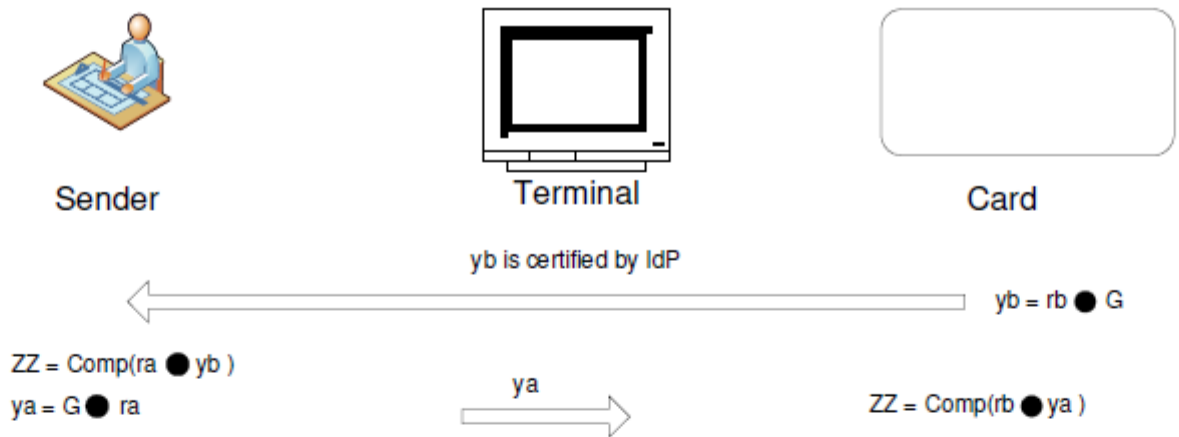 Sender
Terminal
Card
yb is certified by IdP
yb = rb ● G
ZZ = Comp(ra ● yb )
ya = G ● ra
ya
ZZ = Comp(rb ● ya )